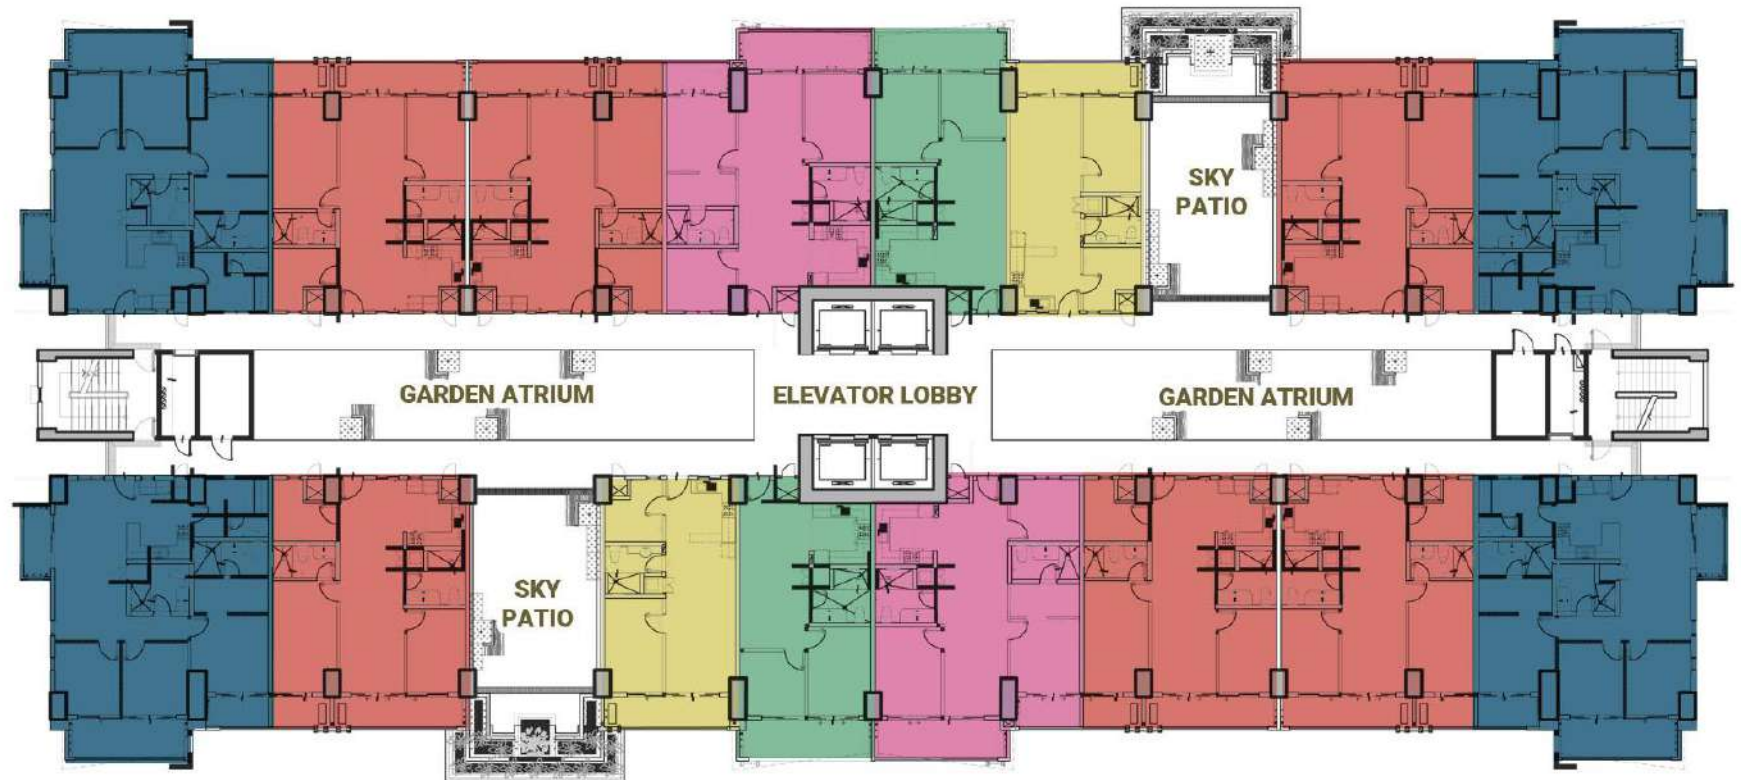 SKY
PATIO
GARDEN ATRIUM
ELEVATOR LOBBY
GARDEN ATRIUM
SKY
PATIO